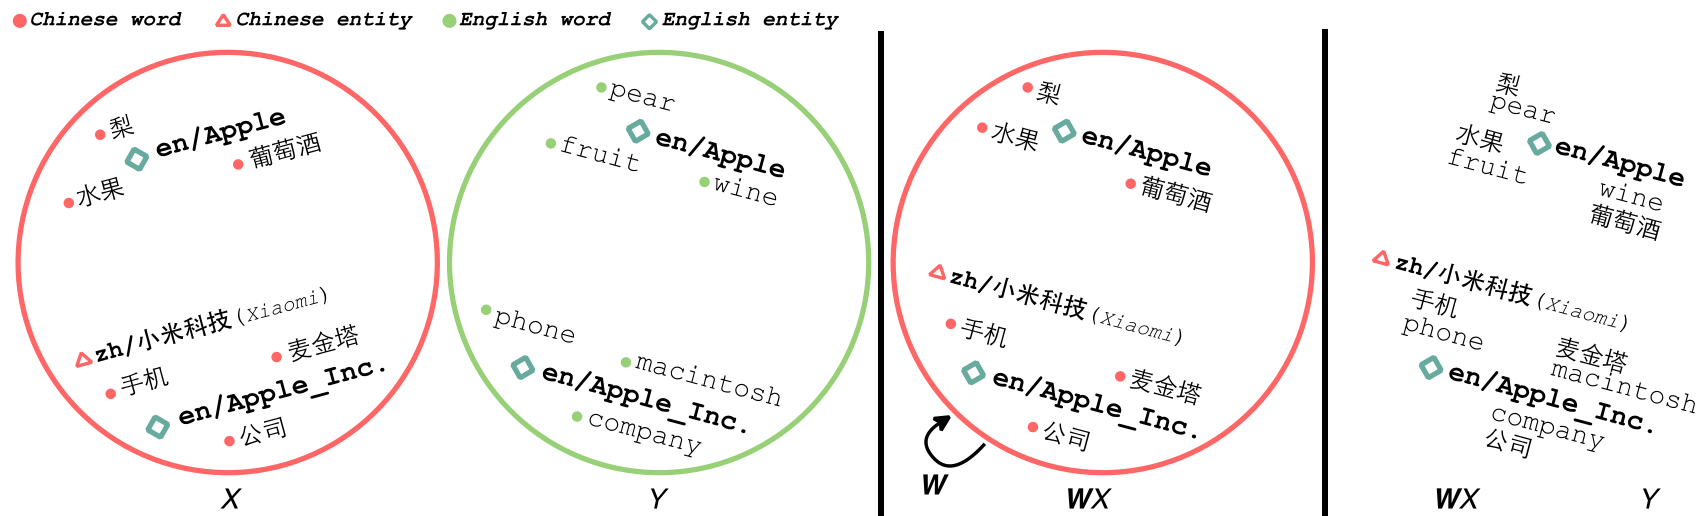 Chinese word
Chinese entity
English word
English entity
梨
en/Apple
葡萄酒
水果
zh/小米科技(Xiaomi)
麦金塔
手机
en/Apple_Inc.
公司
X
pear
en/Apple
fruit
wine
phone
macintosh
en/Apple_Inc.
company
Y
梨
水果
en/Apple
葡萄酒
zh/小米科技(Xiaomi)
手机
麦金塔
en/Apple_Inc.
公司
W
WX
梨
pear
水果
en/Apple
fruit
wine
葡萄酒
zh/小米科技(Xiaomi)
手机
phone
麦金塔
macintosh
en/Apple_Inc.
company
公司
WX
Y